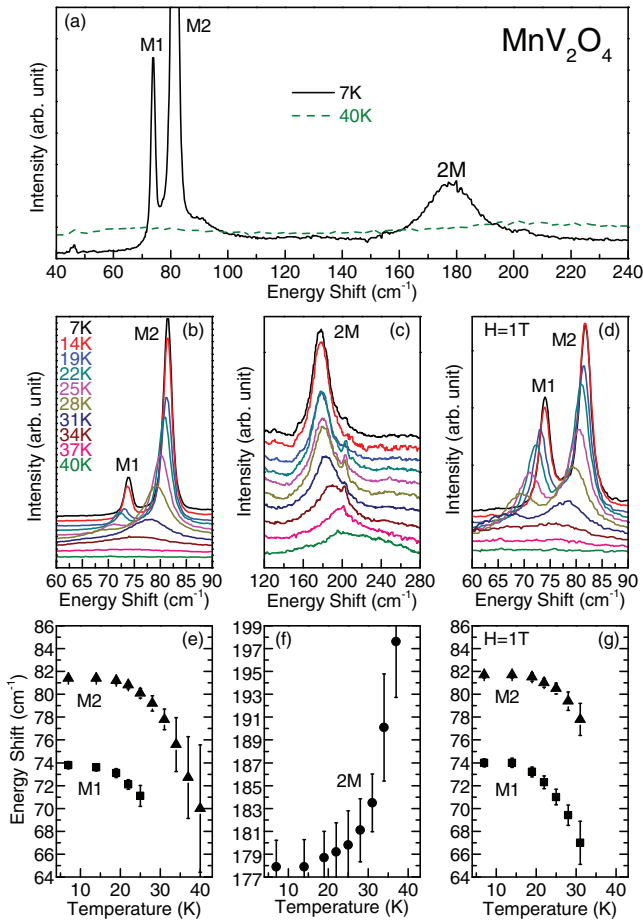 (a)
M1
M2
MnV2O4
7K
40K
2M
Intensity (arb. unit)
40 60 80 100 120 140 160 180 200 220 240
Energy Shift (cm-1)
(b)
7K
14K
19K
22K
25K
28K
31K
34K
37K
40K
M2
M1
Intensity (arb. unit)
60 65 70 75 80 85 90
Energy Shift (cm-1)
(c)
2M
Intensity (arb. unit)
120 160 200 240 280
Energy Shift (cm-1)
(d)
H=1T
M2
M1
Intensity (arb. unit)
60 65 70 75 80 85 90
Energy Shift (cm-1)
(e)
86
84
82
80
78
76
74
72
70
68
66
64
M2
M1
Energy Shift (cm-1)
10 20 30 40
Temperature (K)
(f)
199
197
195
193
191
189
187
185
183
181
179
177
2M
10 20 30 40
Temperature (K)
(g)
H=1T
86
84
82
80
78
76
74
72
70
68
66
64
M2
M1
10 20 30 40
Temperature (K)